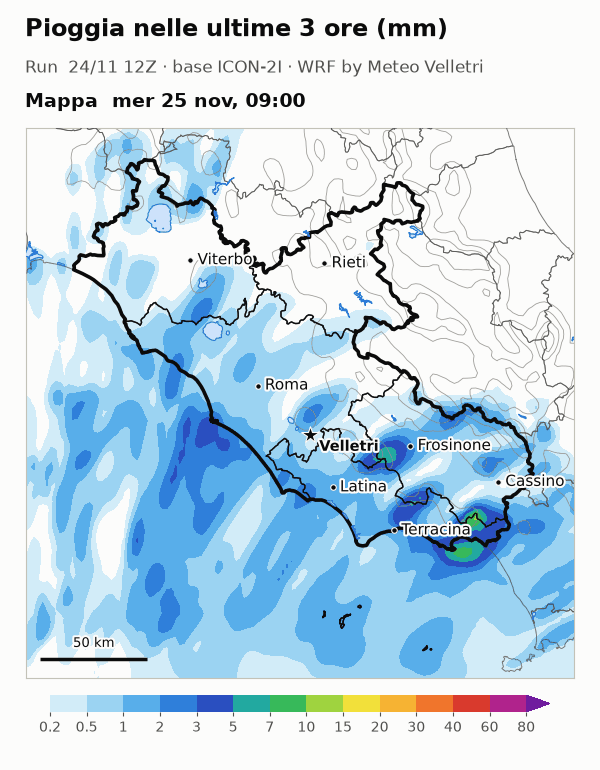 Pioggia nelle ultime 3 ore (mm)
Run  24/11 12Z · base ICON-2I · WRF by Meteo Velletri
Mappa  mer 25 nov, 09:00
Viterbo
Rieti
Roma
Velletri
Frosinone
Latina
Cassino
Terracina
50 km
0.2 0.5 1 2 3 5 7 10 15 20 30 40 60 80